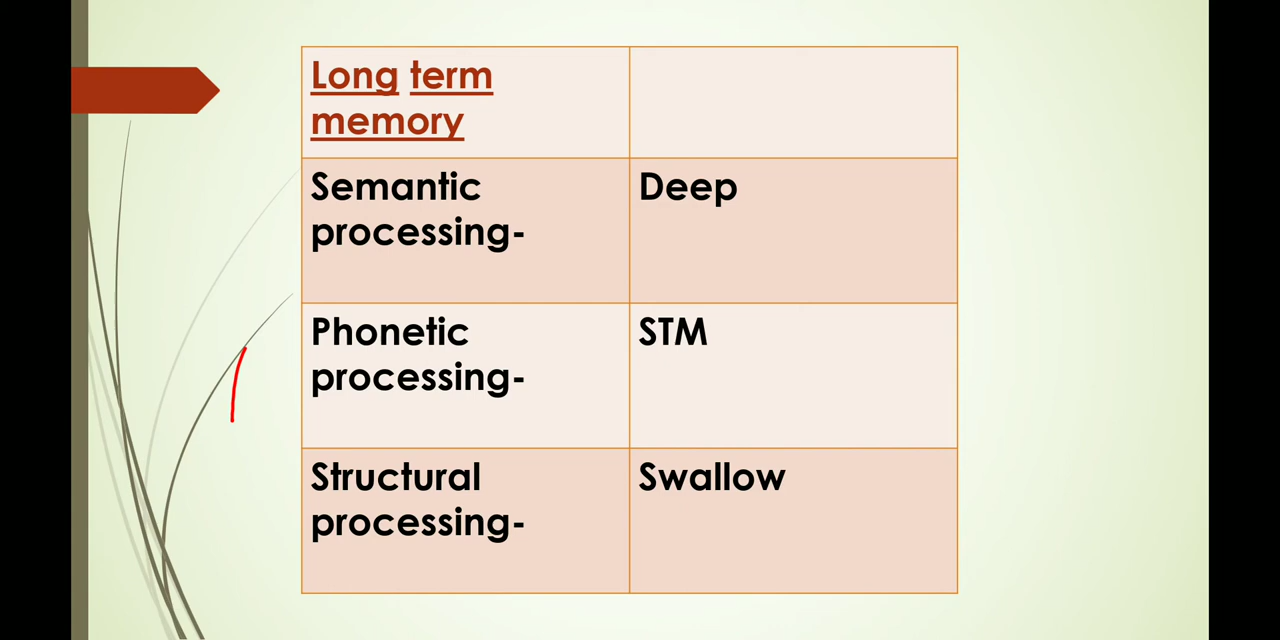 Long term
memory
Semantic
processing-
Deep
Phonetic
processing-
STM
Structural
processing-
Swallow